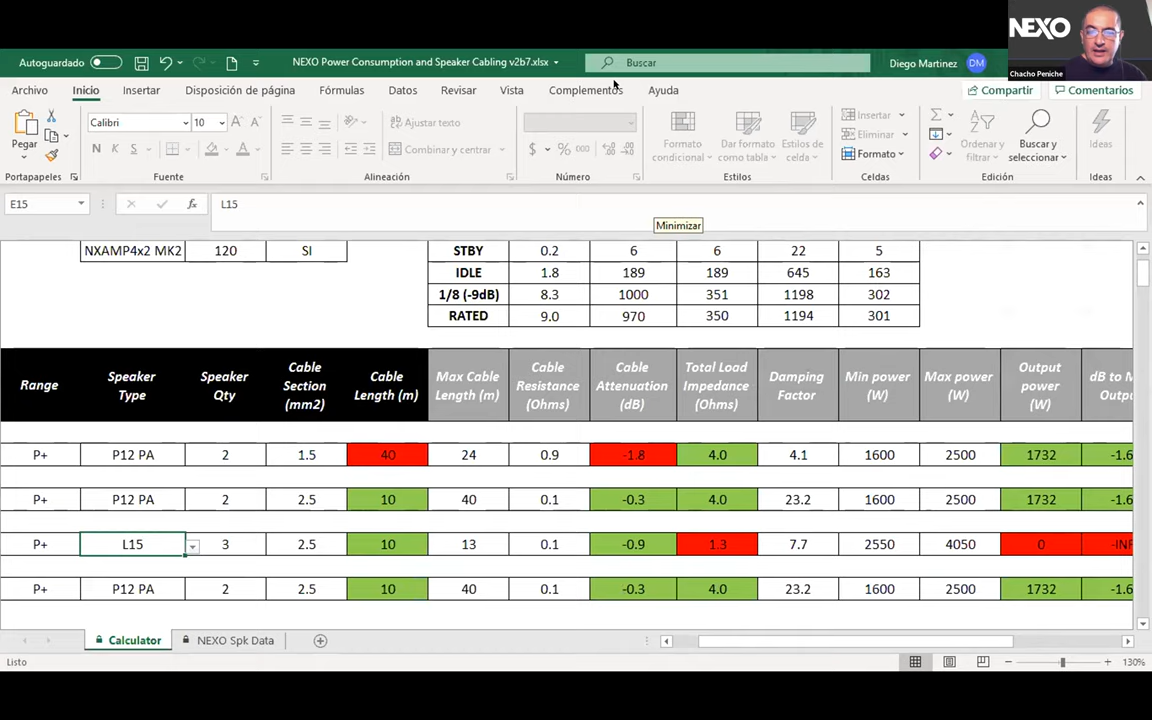 NEXO
Chacho Peniche
Autoguardado
NEXO Power Consumption and Speaker Cabling v2b7.xlsx
Buscar
Diego Martinez DM
Archivo Inicio Insertar Disposición de página Fórmulas Datos Revisar Vista Complementos Ayuda Compartir Comentarios
Pegar
Calibri 10 A A
N K S A
Ajustar texto
Combinar y centrar
$ % 000
Formato condicional
Dar formato como tabla
Estilos de celda
Insertar
Eliminar
Formato
Ordenar y filtrar
Buscar y seleccionar
Ideas
Portapapeles Fuente Alineación Número Estilos Celdas Edición Ideas
E15 fx L15
Minimizar
NXAMP4x2 MK2 120 SI STBY 0.2 6 6 22 5
IDLE 1.8 189 189 645 163
1/8 (-9dB) 8.3 1000 351 1198 302
RATED 9.0 970 350 1194 301
Range
Speaker Type
Speaker Qty
Cable Section (mm2)
Cable Length (m)
Max Cable Length (m)
Cable Resistance (Ohms)
Cable Attenuation (dB)
Total Load Impedance (Ohms)
Damping Factor
Min power (W)
Max power (W)
Output power (W)
dB to M
Outpu
P+ P12 PA 2 1.5 40 24 0.9 -1.8 4.0 4.1 1600 2500 1732 -1.6
P+ P12 PA 2 2.5 10 40 0.1 -0.3 4.0 23.2 1600 2500 1732 -1.6
P+ L15 3 2.5 10 13 0.1 -0.9 1.3 7.7 2550 4050 0 -INF
P+ P12 PA 2 2.5 10 40 0.1 -0.3 4.0 23.2 1600 2500 1732 -1.6
Calculator NEXO Spk Data
Listo
130%